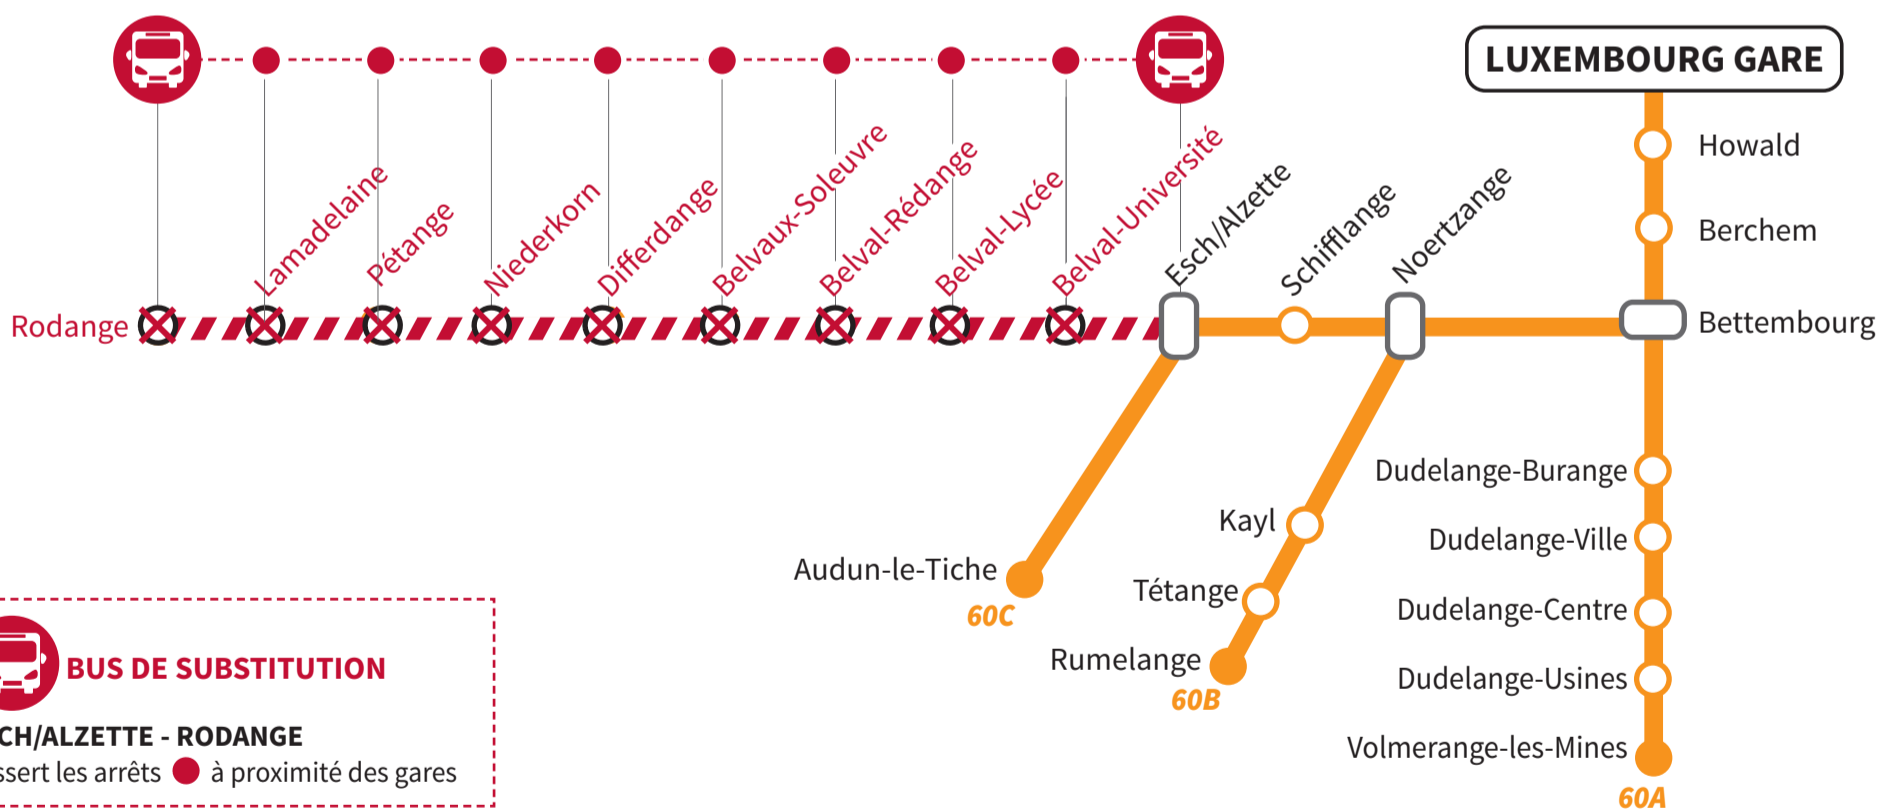 LUXEMBOURG GARE
Howald
Berchem
Bettembourg
Rodange
Lamadelaine
Pétange
Niederkorn
Differdange
Belvaux-Soleuvre
Belval-Rédange
Belval-Lycée
Belval-Université
Esch/Alzette
Schifflange
Noertzange
Dudelange-Burange
Dudelange-Ville
Dudelange-Centre
Dudelange-Usines
Volmerange-les-Mines
60A
Kayl
Tétange
Rumelange
60B
Audun-le-Tiche
60C
BUS DE SUBSTITUTION
CH/ALZETTE - RODANGE
ssert les arrêts à proximité des gares